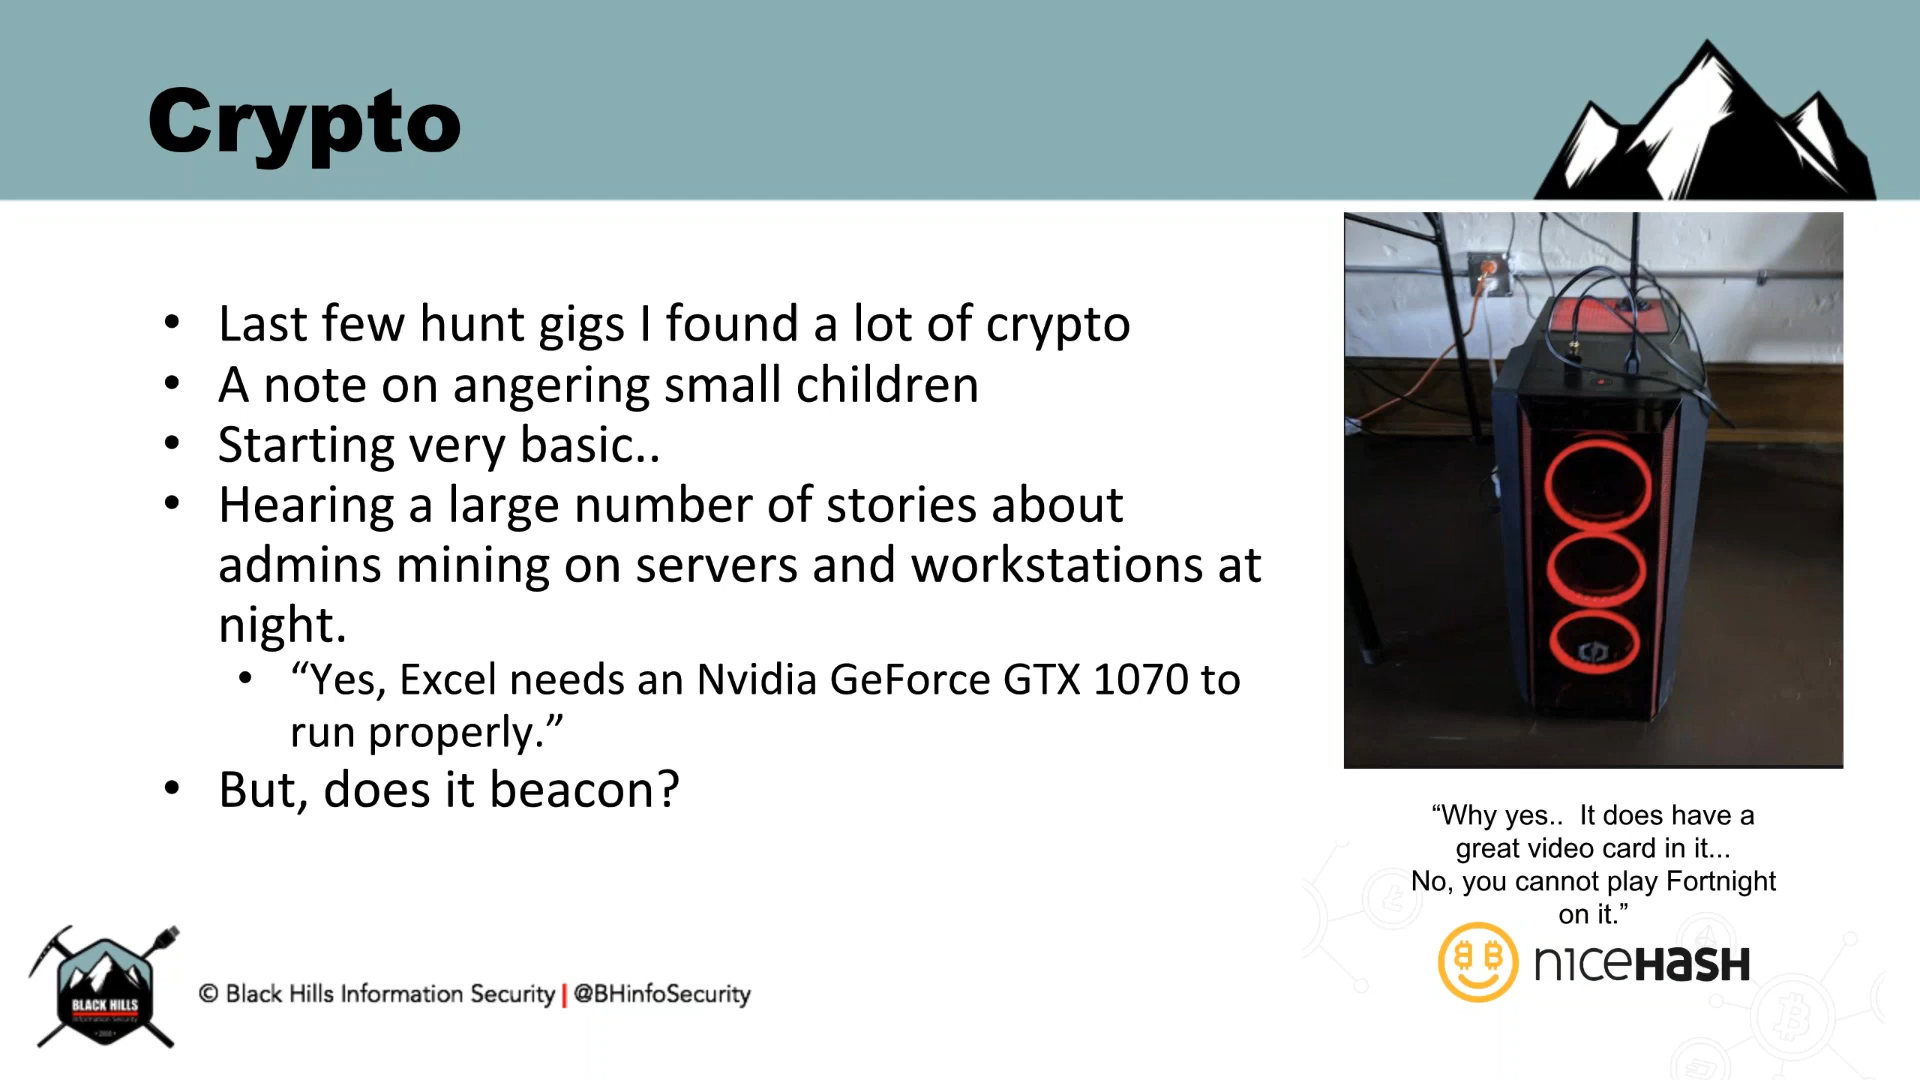 Crypto
• Last few hunt gigs I found a lot of crypto
• A note on angering small children
• Starting very basic..
• Hearing a large number of stories about
admins mining on servers and workstations at
night.
• “Yes, Excel needs an Nvidia GeForce GTX 1070 to
run properly.”
• But, does it beacon?
“Why yes.. It does have a
great video card in it...
No, you cannot play Fortnight
on it.”
nıceHasH
BLACK HILLS
Information Security
© Black Hills Information Security | @BHinfoSecurity